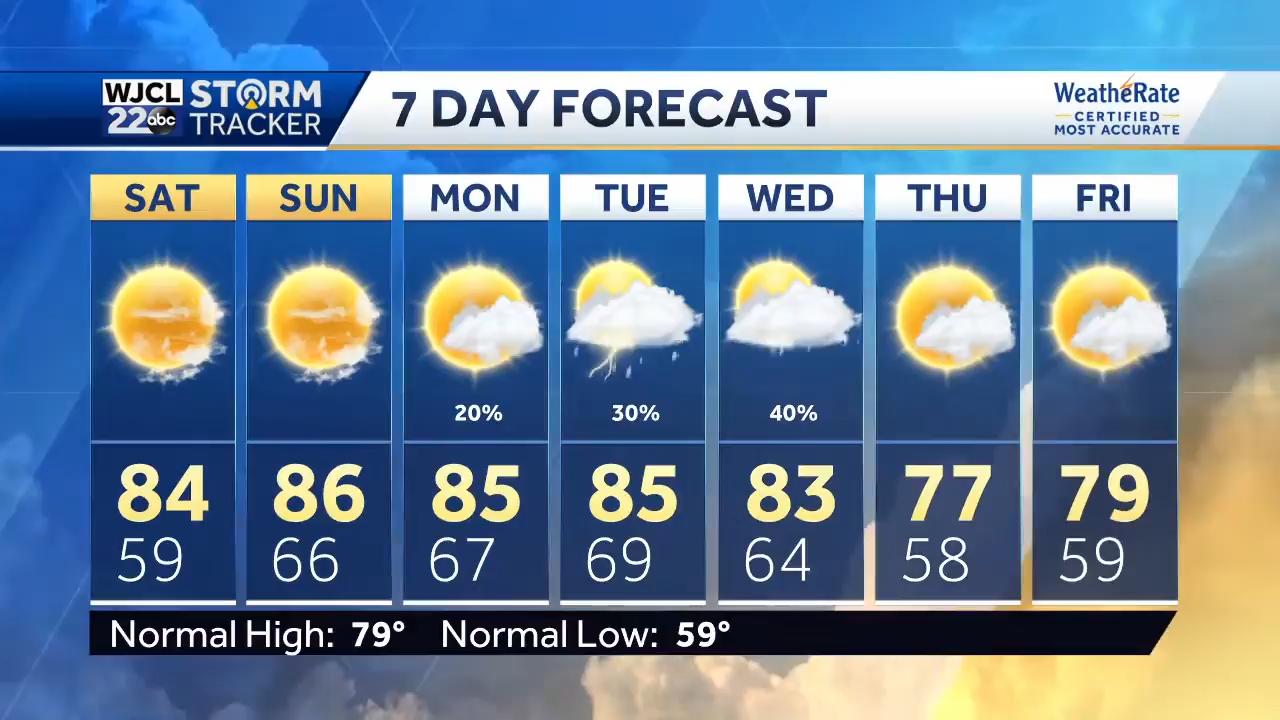 WJCL
22 abc
STORM
TRACKER
7 DAY FORECAST
WeatheRate
CERTIFIED
MOST ACCURATE
SAT SUN MON TUE WED THU FRI
20% 30% 40%
84 86 85 85 83 77 79
59 66 67 69 64 58 59
Normal High: 79° Normal Low: 59°